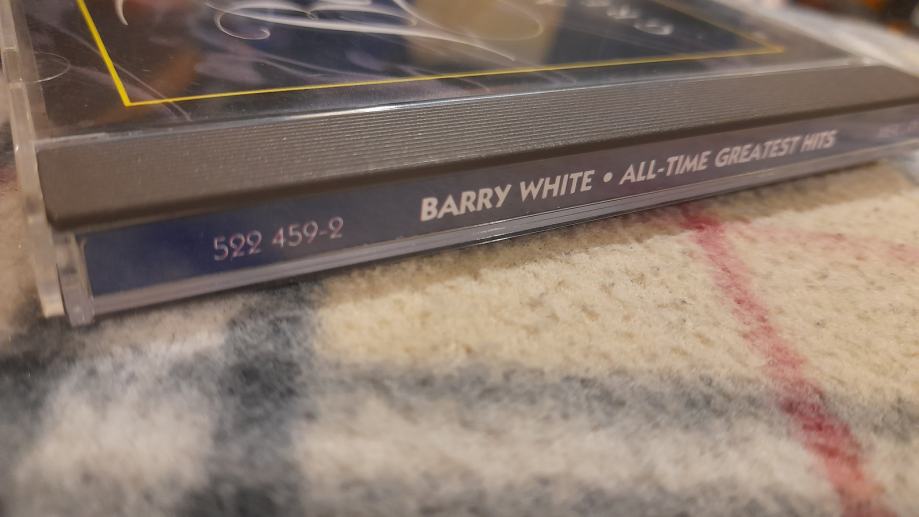 522 459-2 BARRY WHITE • ALL-TIME GREATEST HITS